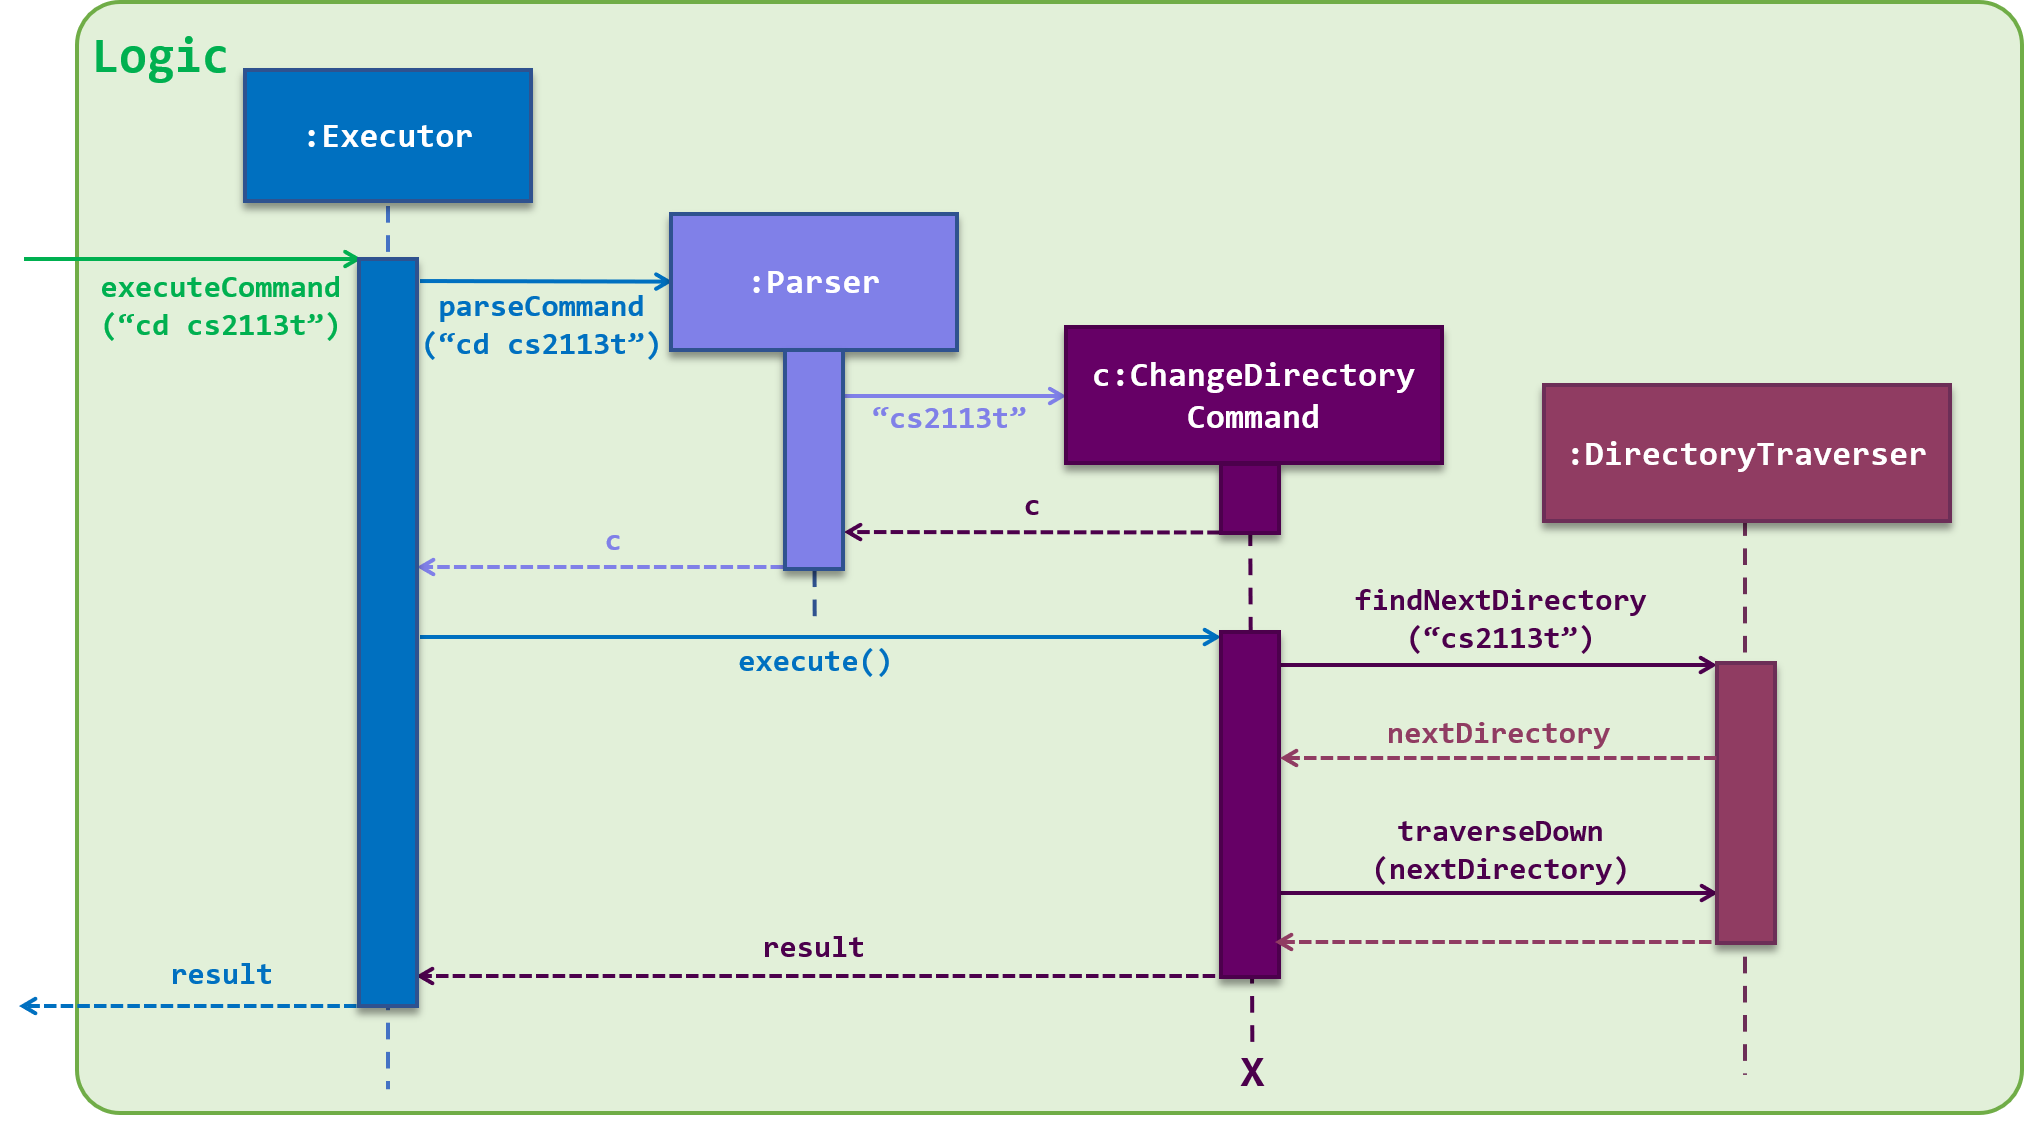 Logic
:Executor
:Parser
executeCommand
(“cd cs2113t”)
parseCommand
(“cd cs2113t”)
c:ChangeDirectory
Command
“cs2113t”
:DirectoryTraverser
c
c
findNextDirectory
(“cs2113t”)
execute()
nextDirectory
traverseDown
(nextDirectory)
result
result
X